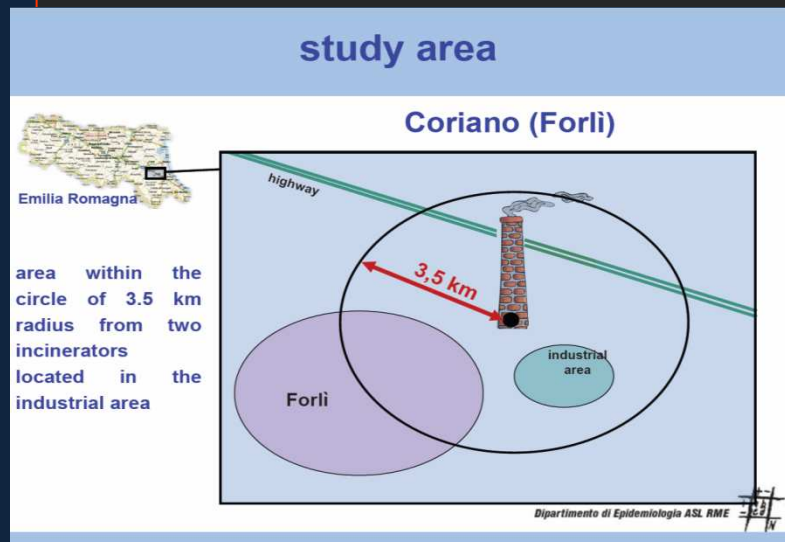 study area
Coriano (Forlì)
Emilia Romagna
area within the
circle of 3.5 km
radius from two
incinerators
located in the
industrial area
highway
3,5 km
industrial
area
Forlì
Dipartimento di Epidemiologia ASL RME